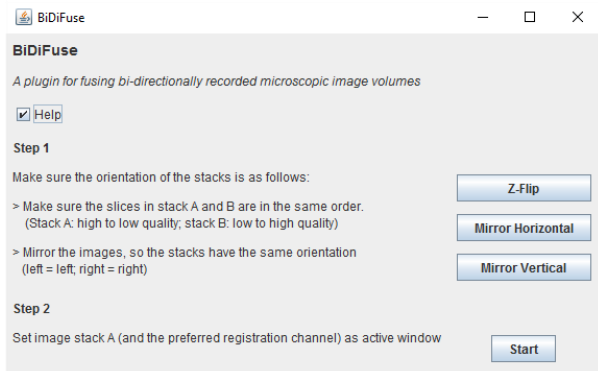 BiDiFuse
BiDiFuse
A plugin for fusing bi-directionally recorded microscopic image volumes
Help
Step 1
Make sure the orientation of the stacks is as follows:
Z-Flip
> Make sure the slices in stack A and B are in the same order.
(Stack A: high to low quality; stack B: low to high quality)
Mirror Horizontal
> Mirror the images, so the stacks have the same orientation
(left = left; right = right)
Mirror Vertical
Step 2
Set image stack A (and the preferred registration channel) as active window
Start